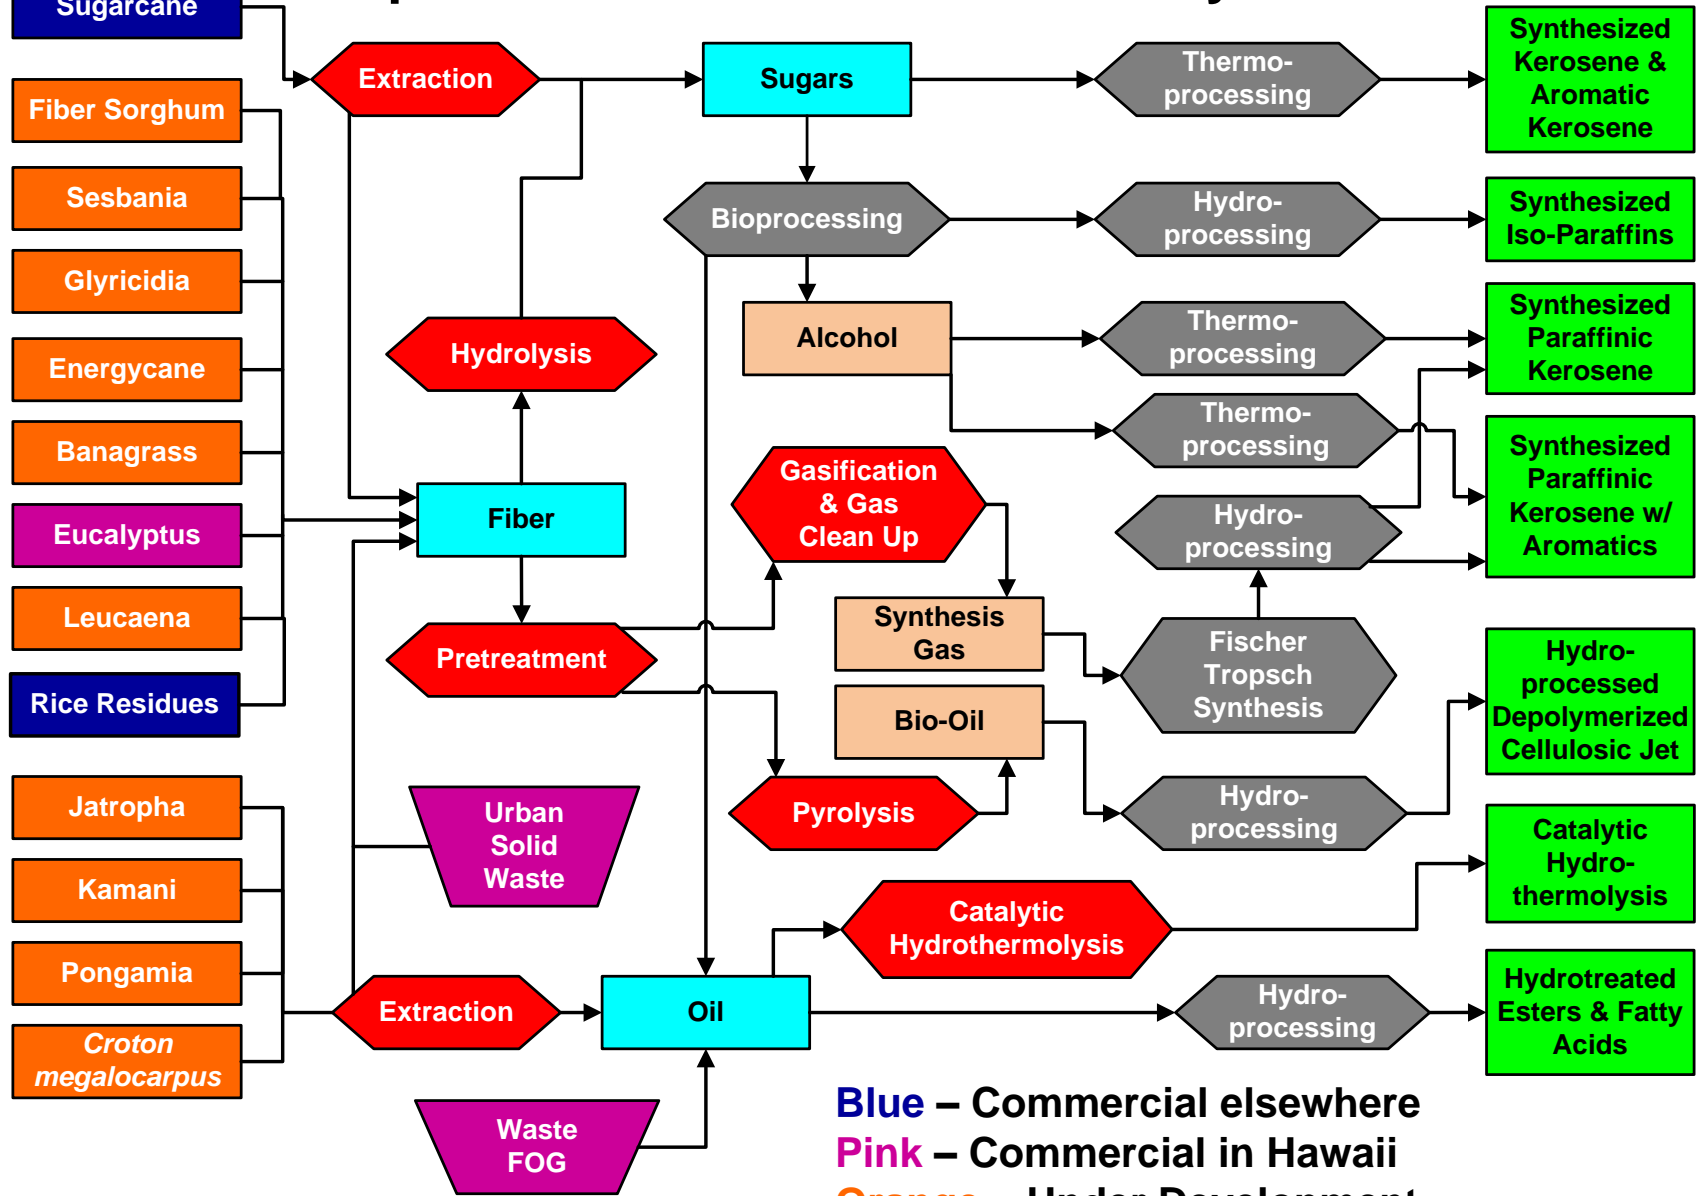 Sugarcane
Extraction
Sugars
Thermo-
processing
Synthesized
Kerosene &
Aromatic
Kerosene
Fiber Sorghum
Sesbania
Bioprocessing
Hydro-
processing
Synthesized
Iso-Paraffins
Glyricidia
Alcohol
Thermo-
processing
Synthesized
Paraffinic
Kerosene
Energycane
Hydrolysis
Thermo-
processing
Banagrass
Gasification
& Gas
Clean Up
Synthesized
Paraffinic
Kerosene w/
Aromatics
Eucalyptus
Fiber
Hydro-
processing
Leucaena
Pretreatment
Synthesis
Gas
Fischer
Tropsch
Synthesis
Hydro-
processed
Depolymerized
Cellulosic Jet
Rice Residues
Bio-Oil
Jatropha
Urban
Solid
Waste
Pyrolysis
Hydro-
processing
Catalytic
Hydro-
thermolysis
Kamani
Catalytic
Hydrothermolysis
Pongamia
Extraction
Oil
Hydro-
processing
Hydrotreated
Esters & Fatty
Acids
Croton
megalocarpus
Waste
FOG
Blue – Commercial elsewhere
Pink – Commercial in Hawaii
Orange – Under Development